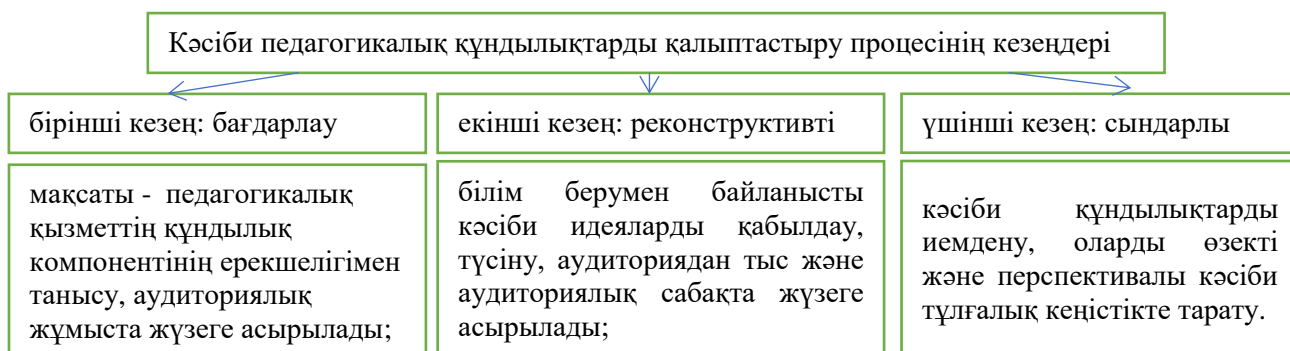 Кәсіби педагогикалық құндылықтарды қалыптастыру процесінің кезеңдері
бірінші кезең: бағдарлау
мақсаты - педагогикалық
қызметтің құндылық
компонентінің ерекшелігімен
танысу, аудиториялық
жұмыста жүзеге асырылады;
екінші кезең: реконструктивті
білім берумен байланысты
кәсіби идеяларды қабылдау,
түсіну, аудиториядан тыс және
аудиториялық сабақта жүзеге
асырылады;
үшінші кезең: сындарлы
кәсіби құндылықтарды
иемдену, оларды өзекті
және перспективалы кәсіби
тұлғалық кеңістікте тарату.